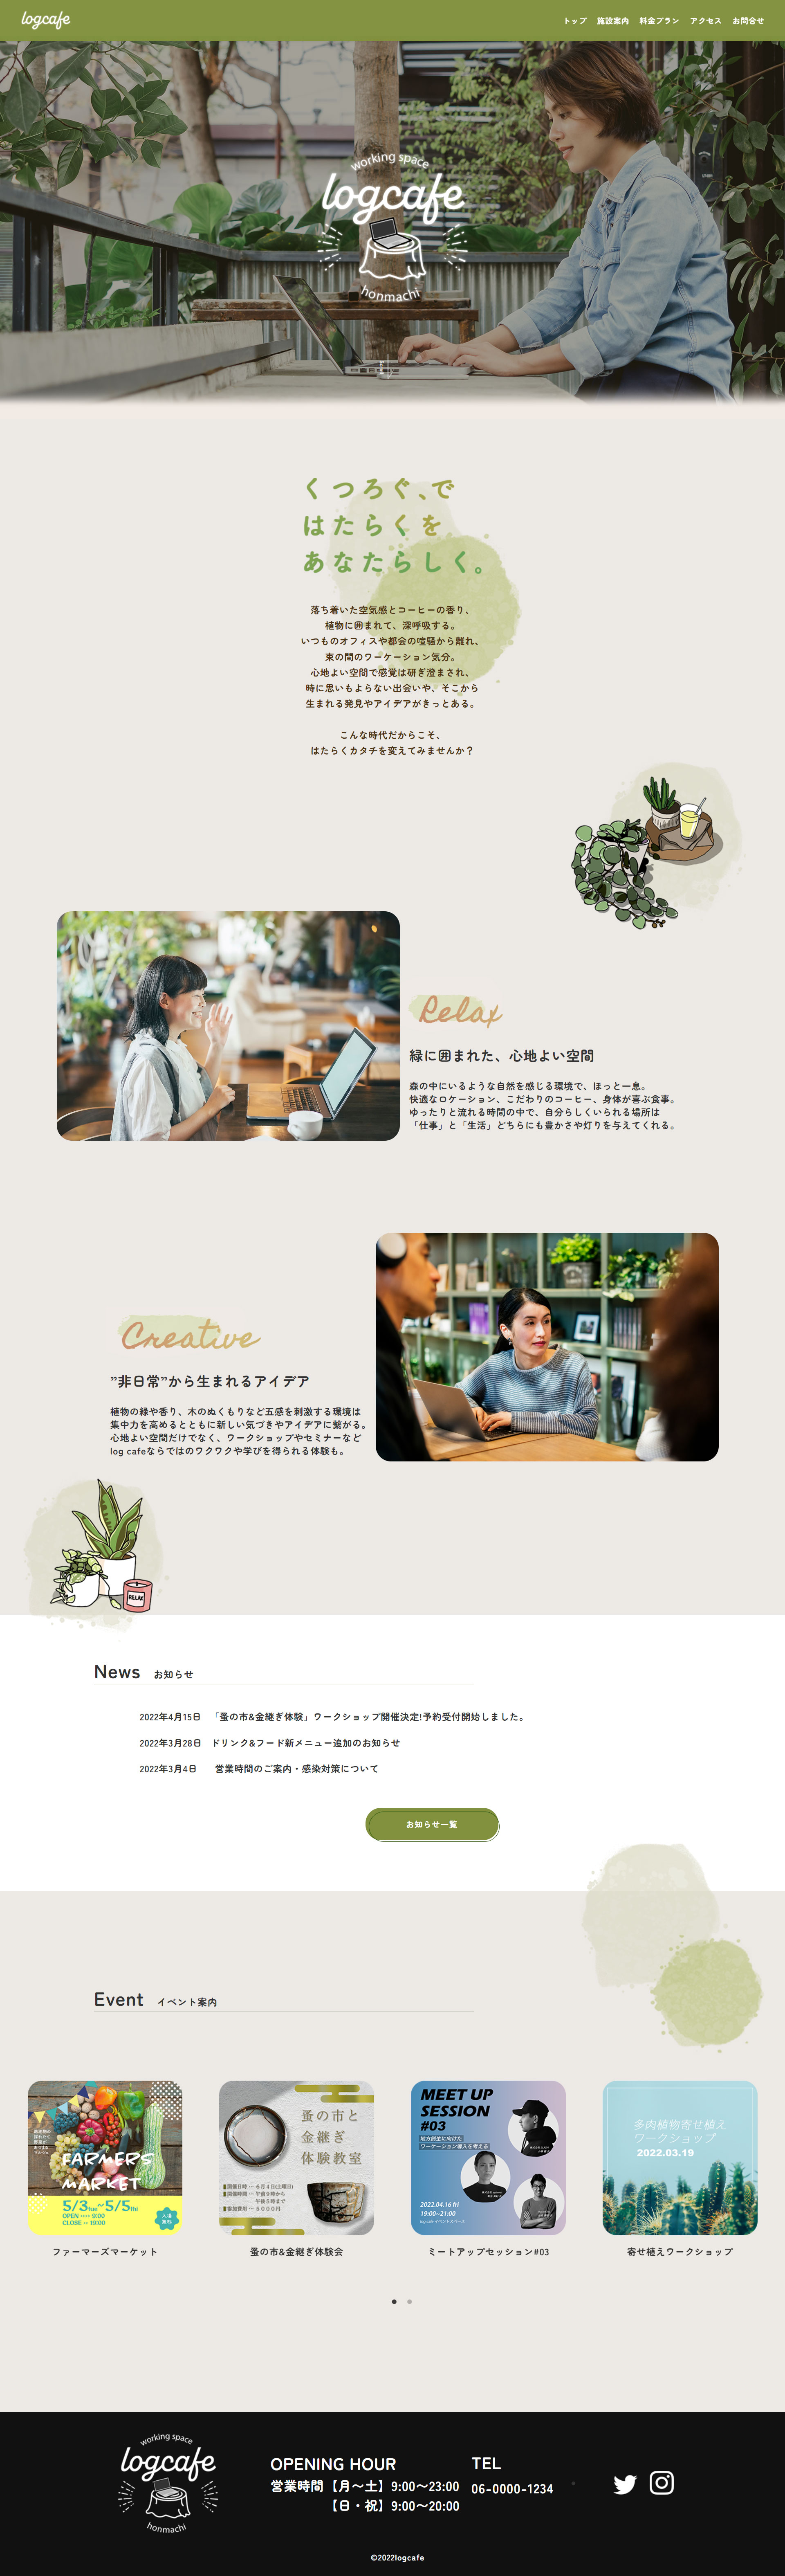 logcafe
トップ 施設案内 料金プラン アクセス お問合せ
working space
logcafe
honmachi
くつろぐ、で
はたらくを
あなたらしく。
落ち着いた空気感とコーヒーの香り、
植物に囲まれて、深呼吸する。
いつものオフィスや都会の喧騒から離れ、
束の間のワーケーション気分。
心地よい空間で感覚は研ぎ澄まされ、
時に思いもよらない出会いや、そこから
生まれる発見やアイデアがきっとある。
こんな時代だからこそ、
はたらくカタチを変えてみませんか？
Relax
緑に囲まれた、心地よい空間
森の中にいるような自然を感じる環境で、ほっと一息。
快適なロケーション、こだわりのコーヒー、身体が喜ぶ食事。
ゆったりと流れる時間の中で、自分らしくいられる場所は
「仕事」と「生活」どちらにも豊かさや灯りを与えてくれる。
Creative
”非日常”から生まれるアイデア
植物の緑や香り、木のぬくもりなど五感を刺激する環境は
集中力を高めるとともに新しい気づきやアイデアに繋がる。
心地よい空間だけでなく、ワークショップやセミナーなど
log cafeならではのワクワクや学びを得られる体験も。
RELAX
News お知らせ
2022年4月15日 「蚤の市&金継ぎ体験」ワークショップ開催決定!予約受付開始しました。
2022年3月28日 ドリンク&フード新メニュー追加のお知らせ
2022年3月4日 営業時間のご案内・感染対策について
お知らせ一覧
Event イベント案内
FARMER'S
MARKET
5/3tue~5/5thu
OPEN 9:00
CLOSE 19:00
入場
無料
ファーマーズマーケット
蚤の市と
金継ぎ
体験教室
開催日時 ― 6月4日(土曜日)
開催時間 ― 午前9時から
午後5時まで
参加費用 ― 5000円
蚤の市&金継ぎ体験会
MEET UP
SESSION
#03
地方創生に向けた
ワーケーション導入を考える
2022.04.16 fri
19:00~21:00
log cafe イベントスペース
ミートアップセッション#03
多肉植物寄せ植え
ワークショップ
2022.03.19
寄せ植えワークショップ
working space
logcafe
honmachi
OPENING HOUR
営業時間【月〜土】9:00〜23:00
【日・祝】9:00〜20:00
TEL
06-0000-1234
©2022logcafe